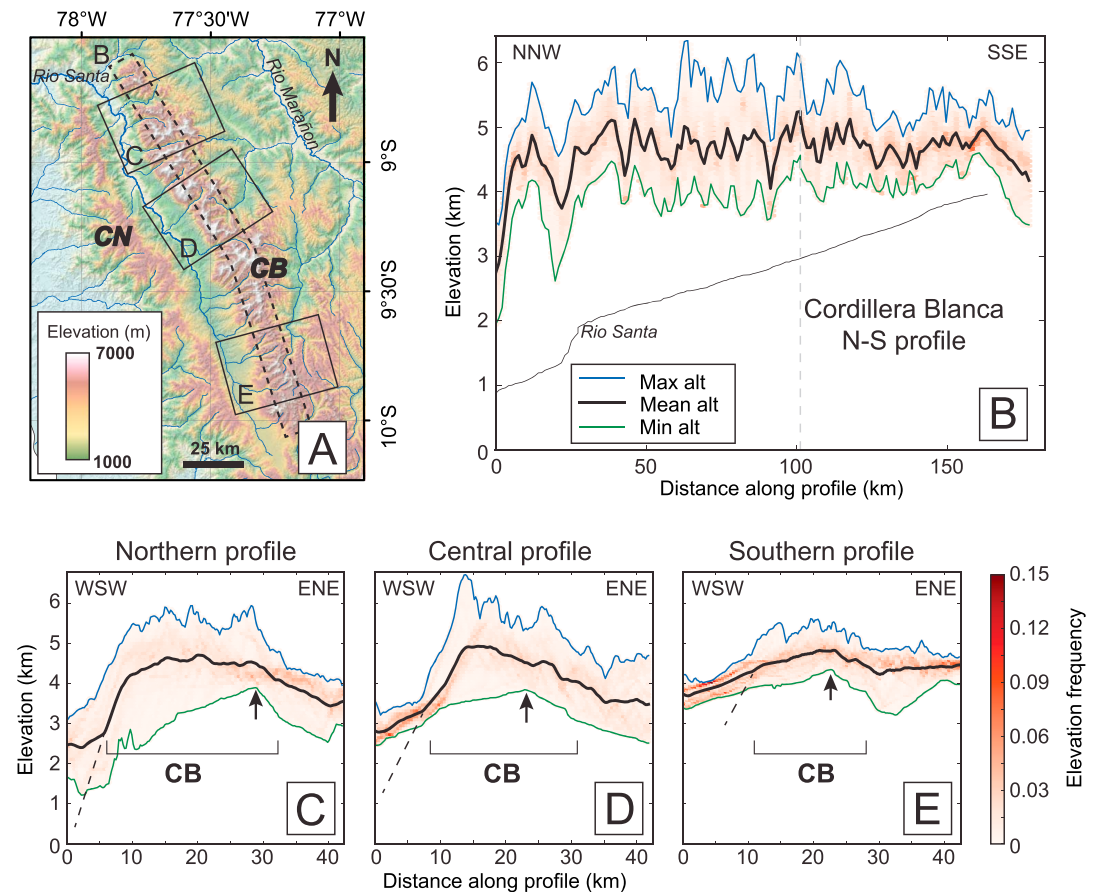 78°W 77°30'W 77°W
B
N
Rio Santa
Rio Marañon
C
9°S
CN
D
CB
9°30'S
Elevation (m)
7000
1000
E
25 km
A
10°S
NNW SSE
Elevation (km)
6
5
4
3
2
1
0
Rio Santa
Cordillera Blanca
N-S profile
Max alt
Mean alt
Min alt
B
0 50 100 150
Distance along profile (km)
Northern profile
WSW ENE
Elevation (km)
6
5
4
3
2
1
0
CB
C
0 10 20 30 40
Central profile
WSW ENE
CB
D
0 10 20 30 40
Distance along profile (km)
Southern profile
WSW ENE
CB
E
0 10 20 30 40
0.15
0.12
0.09
0.06
0.03
0
Elevation frequency